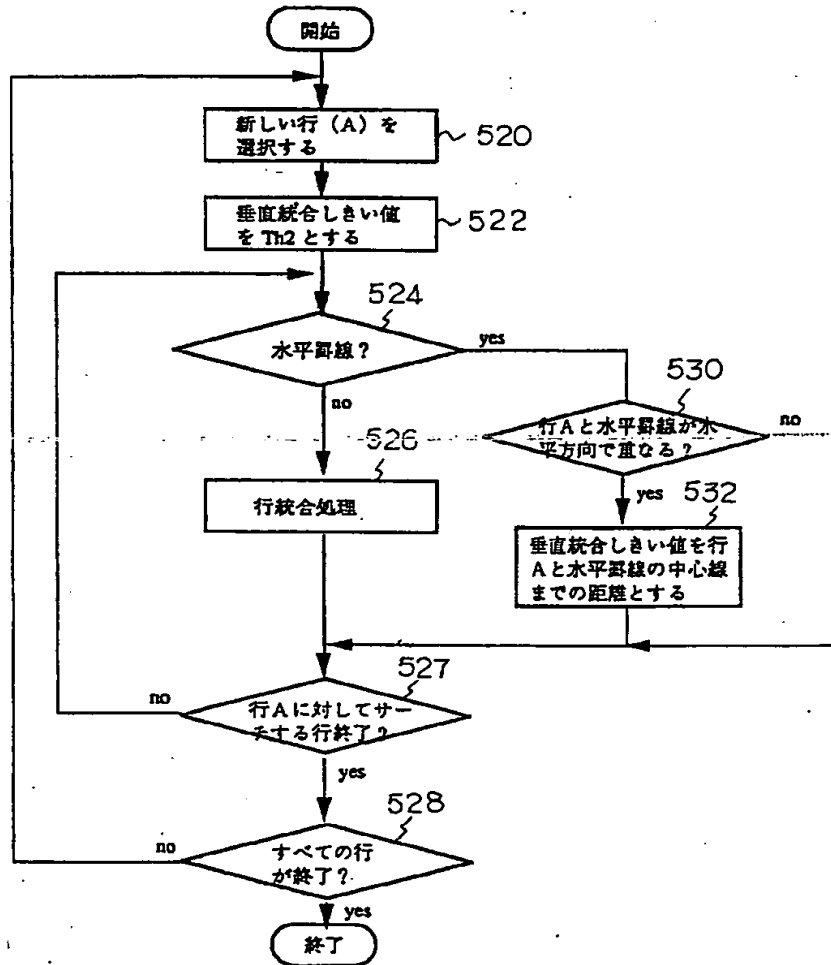 開始
新しい行（A）を
選択する
520
垂直統合しきい値
を Th2 とする
522
524
水平罫線？
yes
no
530
行Aと水平罫線が水
平方向で重なる？
no
yes
526
行統合処理
532
垂直統合しきい値を行
Aと水平罫線の中心線
までの距離とする
527
行Aに対してサー
チする行終了？
no
yes
528
すべての行
が終了？
no
yes
終了